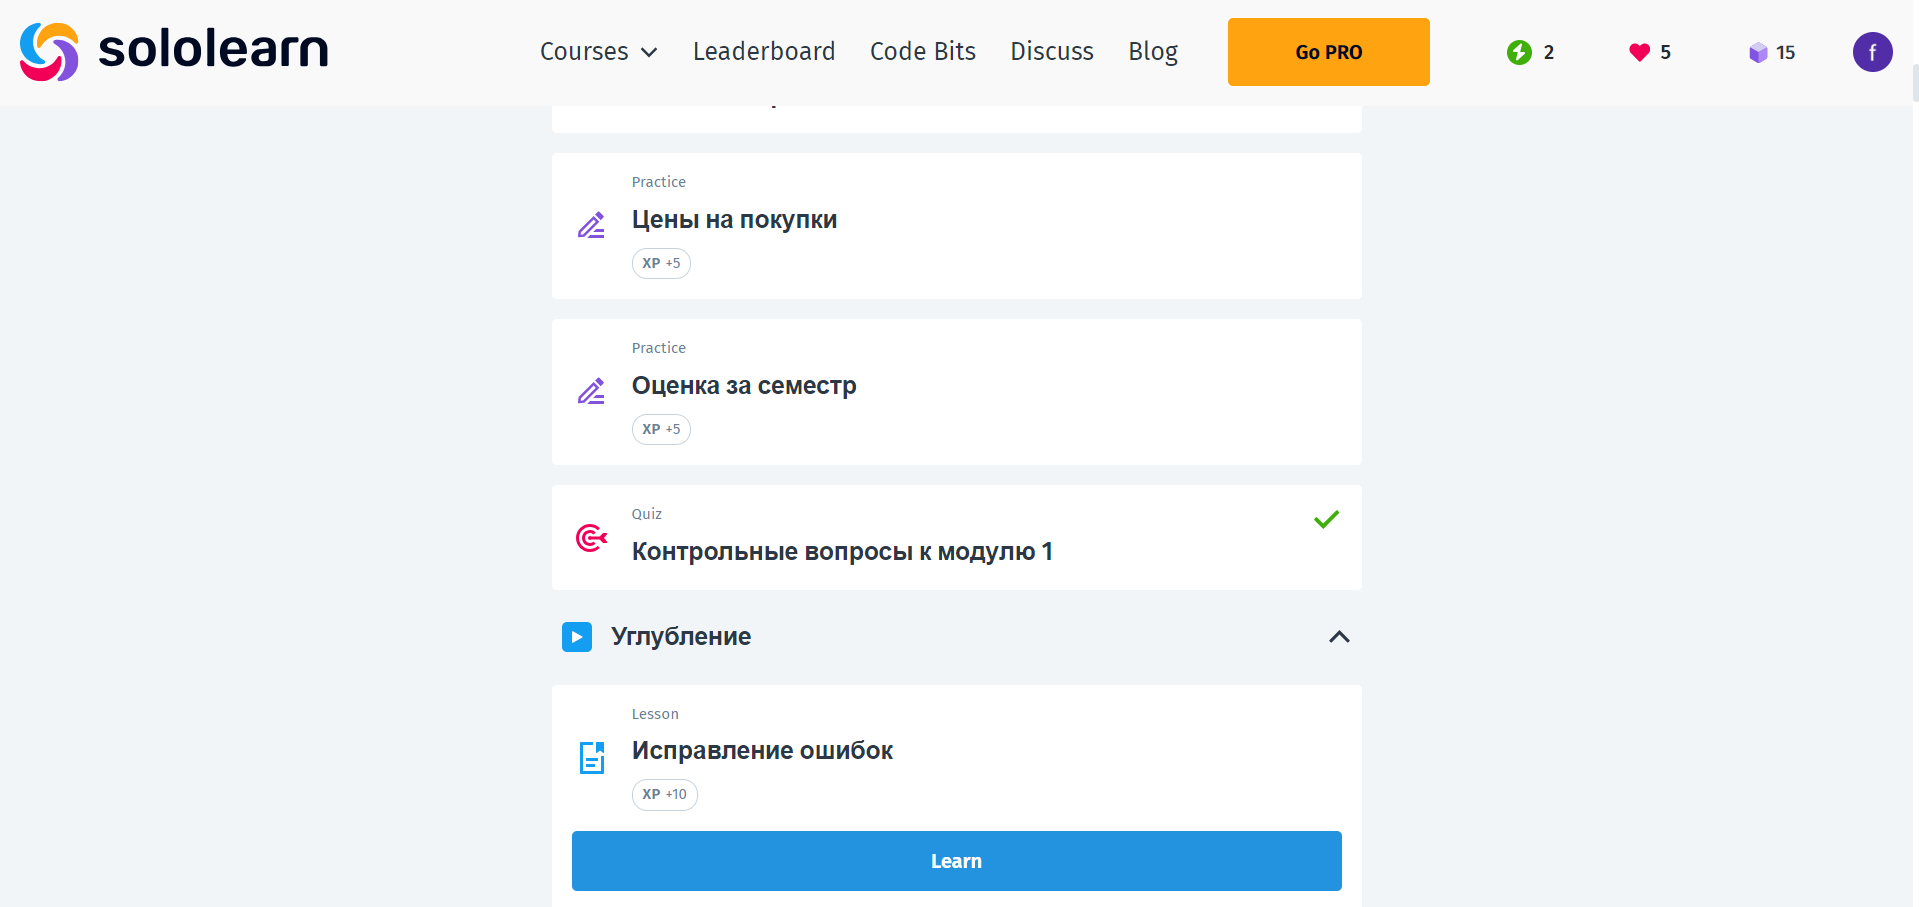 sololearn
Courses Leaderboard Code Bits Discuss Blog Go PRO 2 5 15 f
Practice
Цены на покупки
XP +5
Practice
Оценка за семестр
XP +5
Quiz
Контрольные вопросы к модулю 1
Углубление
Lesson
Исправление ошибок
XP +10
Learn